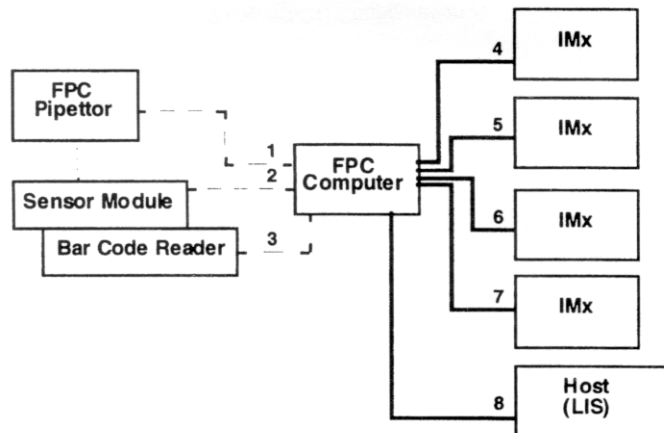 FPC
Pipettor
Sensor Module
Bar Code Reader
1
2
3
FPC
Computer
4
IMx
5
IMx
6
IMx
7
IMx
8
Host
(LIS)